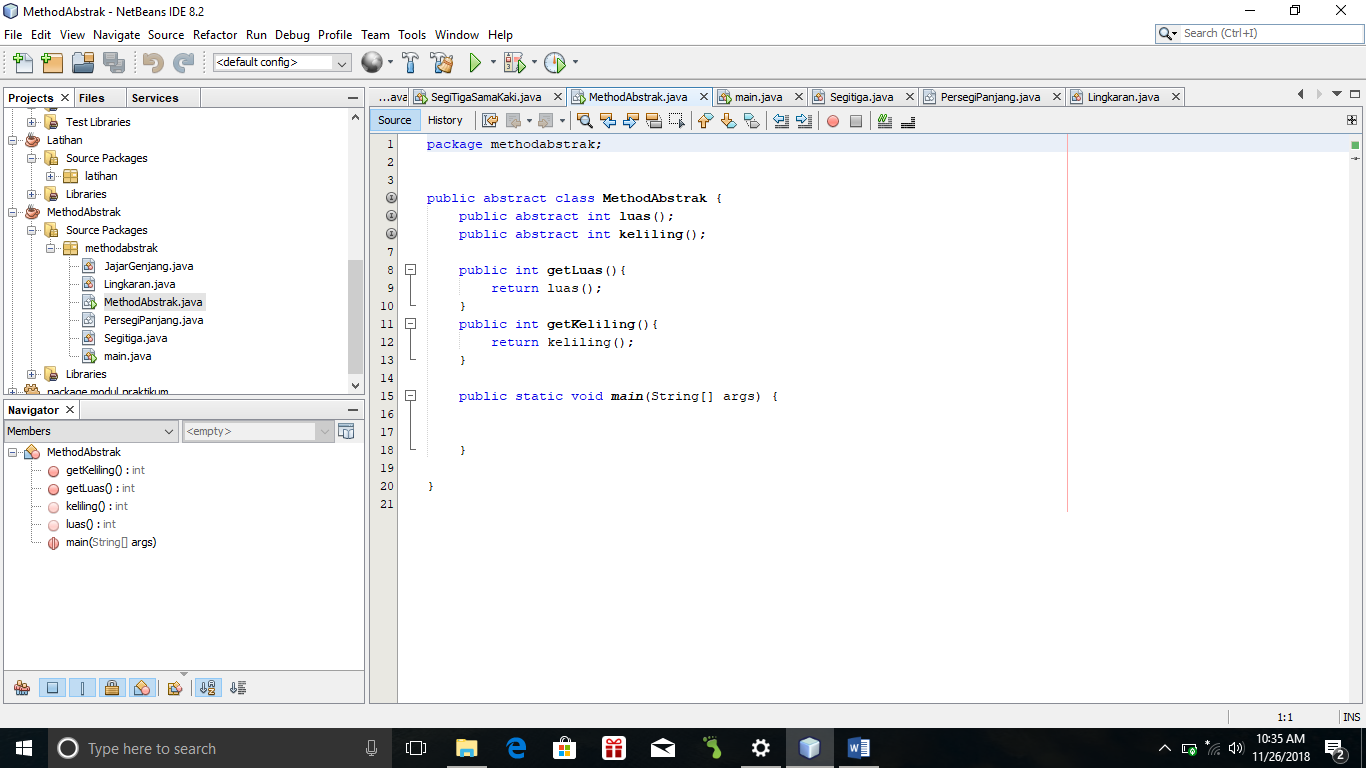 MethodAbstrak - NetBeans IDE 8.2
File Edit View Navigate Source Refactor Run Debug Profile Team Tools Window Help
Search (Ctrl+I)
<default config>
Projects Files Services
Test Libraries
Latihan
Source Packages
latihan
Libraries
MethodAbstrak
Source Packages
methodabstrak
JajarGenjang.java
Lingkaran.java
MethodAbstrak.java
PersegiPanjang.java
Segitiga.java
main.java
Libraries
package modul praktikum
Navigator
Members <empty>
MethodAbstrak
getKeliling() : int
getLuas() : int
keliling() : int
luas() : int
main(String[] args)
...ava SegiTigaSamaKaki.java MethodAbstrak.java main.java Segitiga.java PersegiPanjang.java Lingkaran.java
Source History
1 package methodabstrak;
2
3
public abstract class MethodAbstrak {
public abstract int luas();
public abstract int keliling();
7
8 public int getLuas(){
9 return luas();
10 }
11 public int getKeliling(){
12 return keliling();
13 }
14
15 public static void main(String[] args) {
16
17
18 }
19
20 }
21
1:1 INS
Type here to search
10:35 AM
11/26/2018
2